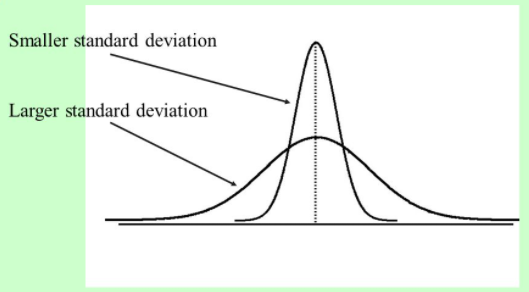 Smaller standard deviation
Larger standard deviation